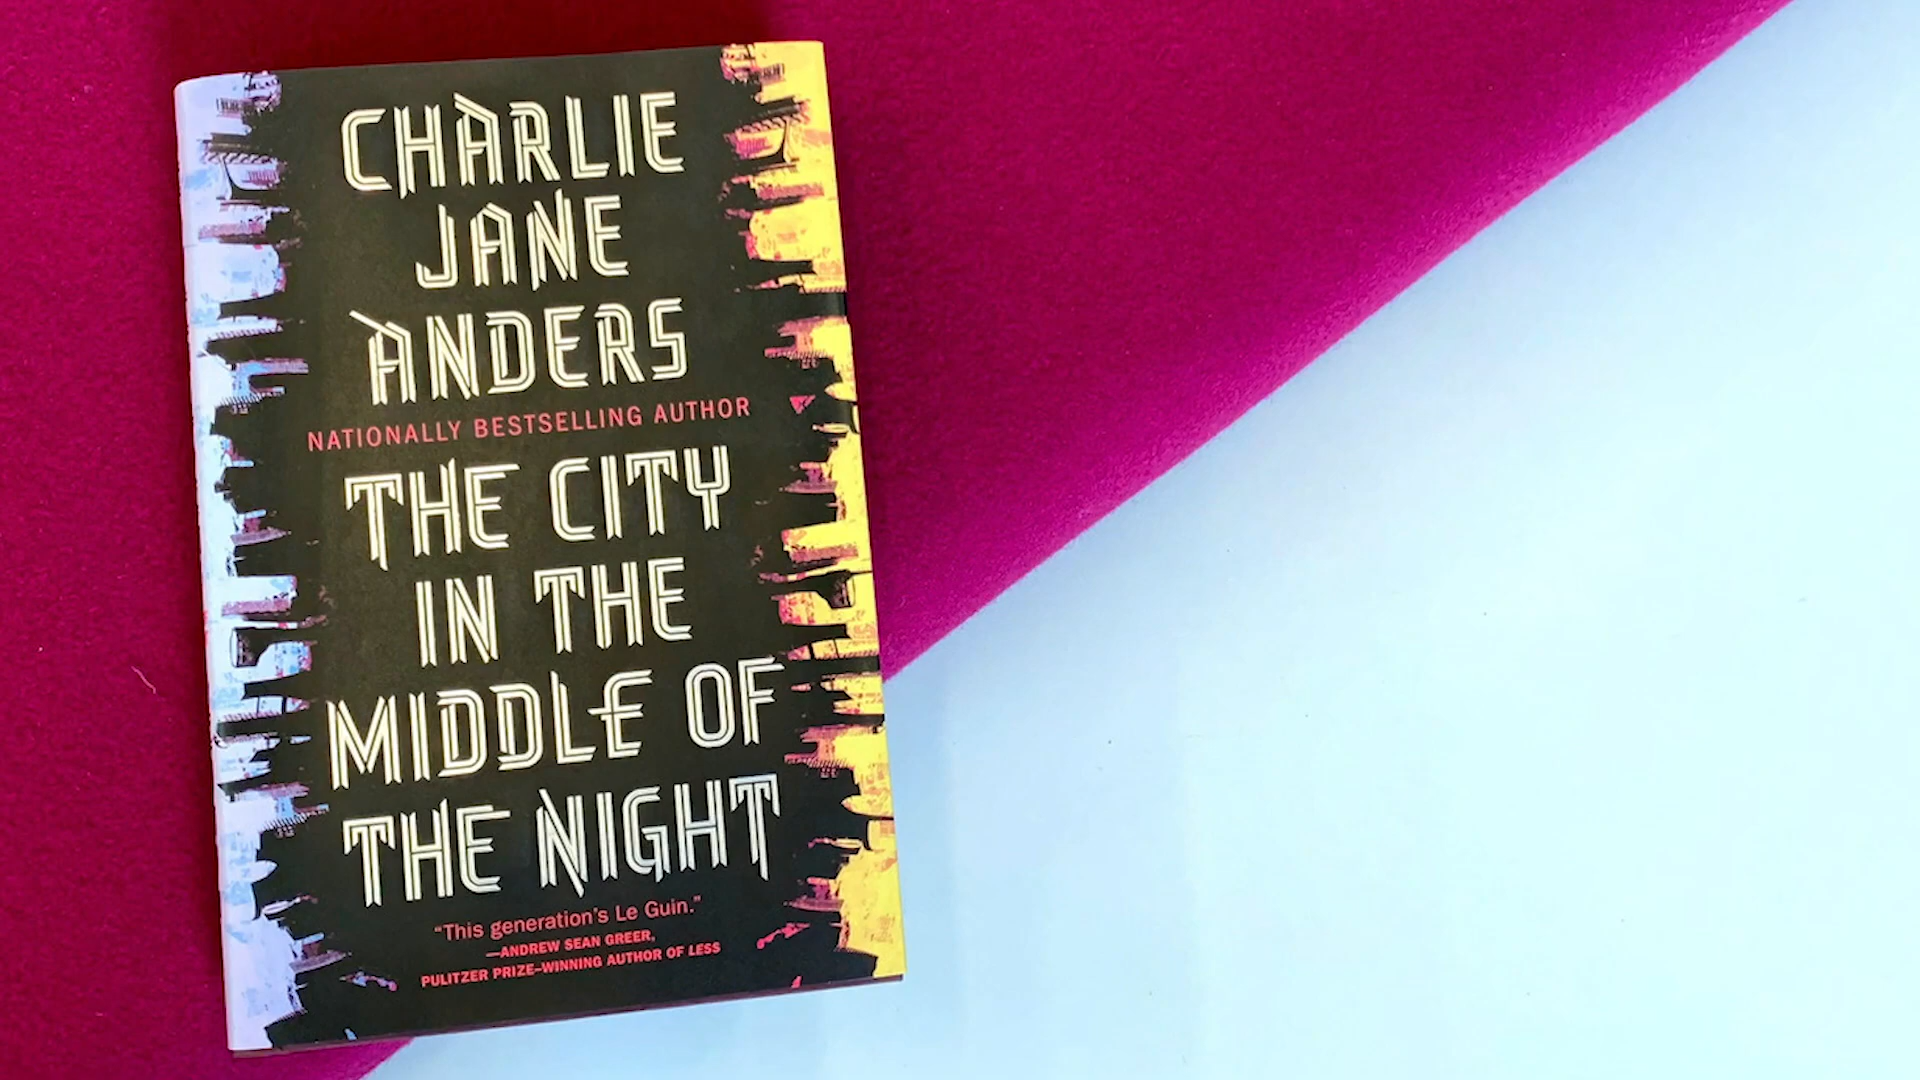 CHARLIE
JANE
ANDERS
NATIONALLY BESTSELLING AUTHOR
THE CITY
IN THE
MIDDLE OF
THE NIGHT
“This generation’s Le Guin.”
—ANDREW SEAN GREER,
PULITZER PRIZE–WINNING AUTHOR OF LESS